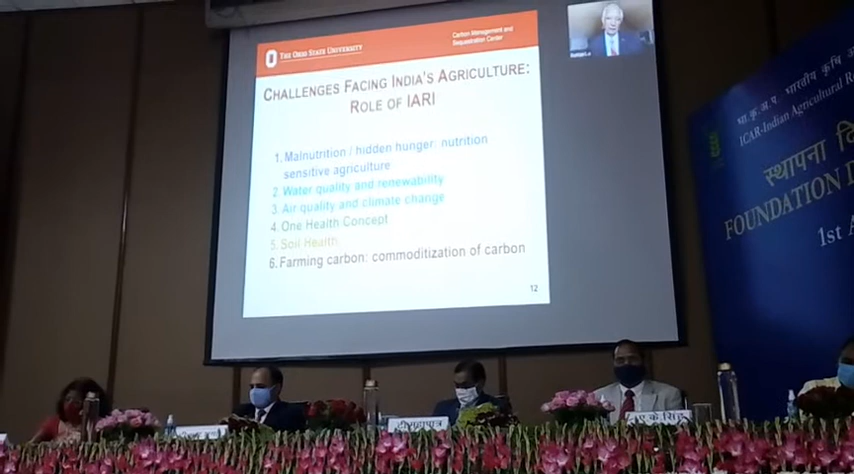 THE OHIO STATE UNIVERSITY
Carbon Management and
Sequestration Center
CHALLENGES FACING INDIA'S AGRICULTURE:
ROLE OF IARI
1. Malnutrition / hidden hunger: nutrition
sensitive agriculture
2. Water quality and renewability
3. Air quality and climate change
4. One Health Concept
5. Soil Health
6. Farming carbon: commoditization of carbon
12
भा.कृ.अ.प. भारतीय कृषि
ICAR-Indian Agricultural
स्थापना
FOUNDATION
1st
ए.के.सिंह